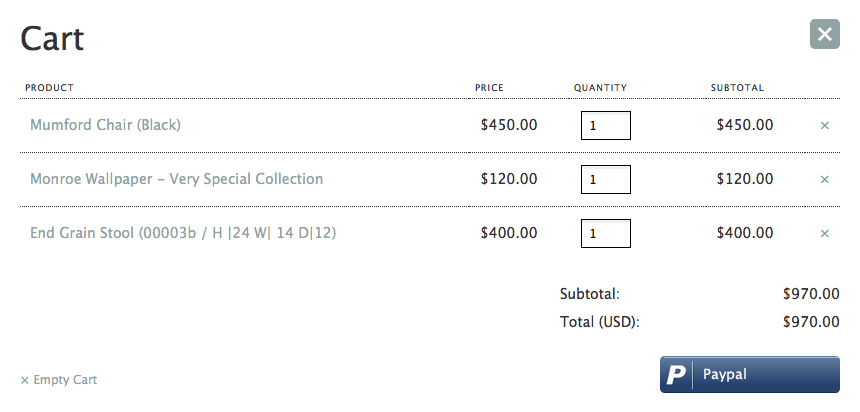 Cart
×
PRODUCT PRICE QUANTITY SUBTOTAL
Mumford Chair (Black) $450.00 1 $450.00 ×
Monroe Wallpaper – Very Special Collection $120.00 1 $120.00 ×
End Grain Stool (00003b / H |24 W| 14 D|12) $400.00 1 $400.00 ×
Subtotal: $970.00
Total (USD): $970.00
× Empty Cart P Paypal